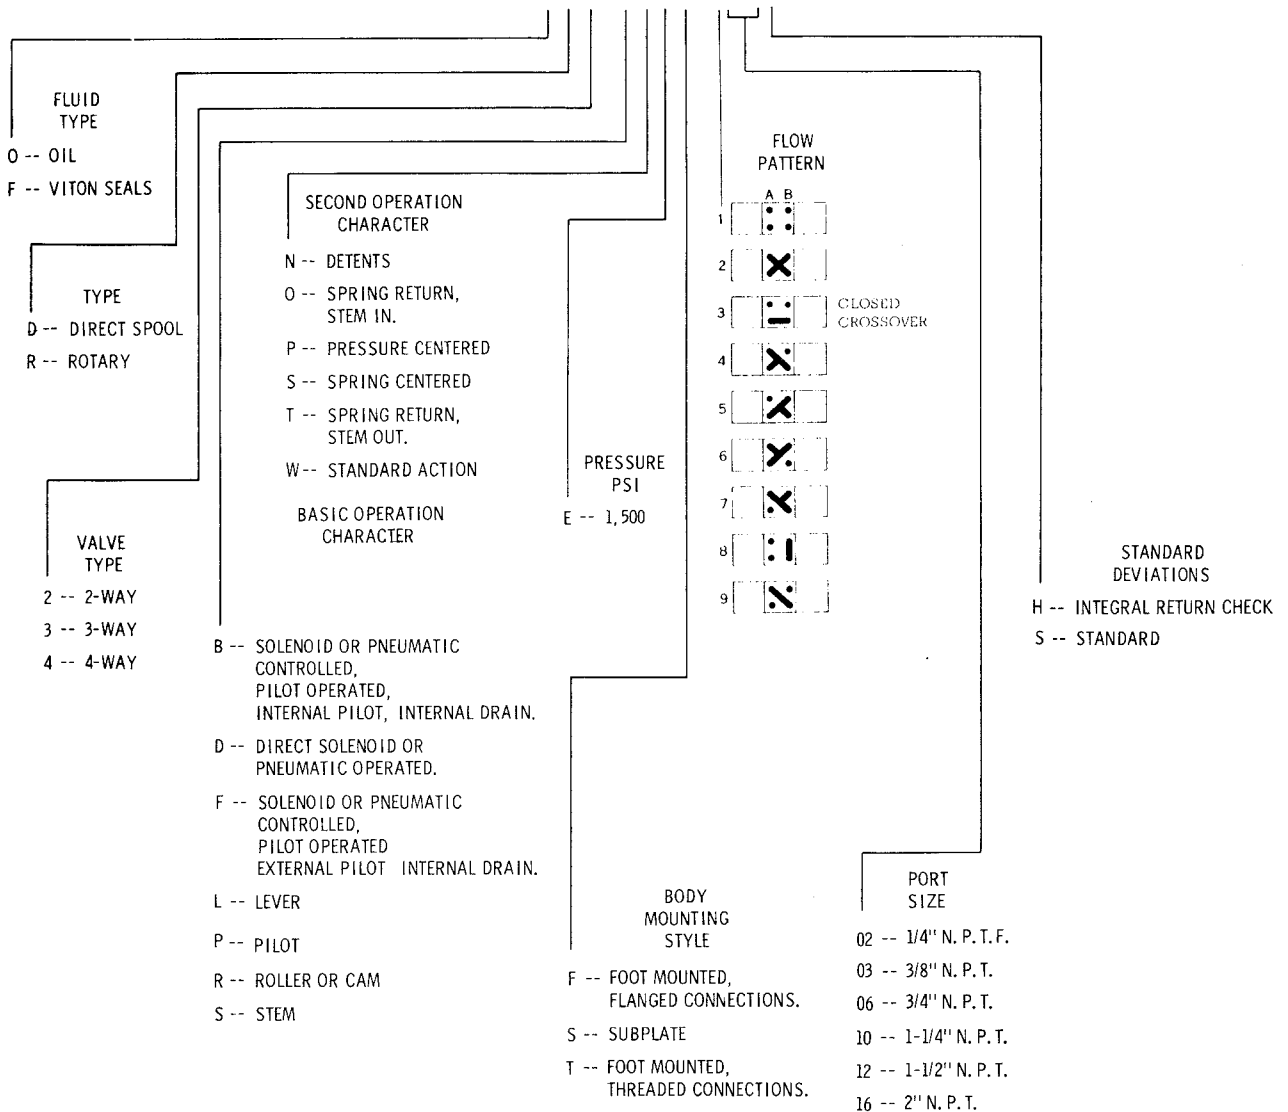 FLUID
TYPE
O -- OIL
F -- VITON SEALS
TYPE
D -- DIRECT SPOOL
R -- ROTARY
VALVE
TYPE
2 -- 2-WAY
3 -- 3-WAY
4 -- 4-WAY
SECOND OPERATION
CHARACTER
N -- DETENTS
O -- SPRING RETURN,
STEM IN.
P -- PRESSURE CENTERED
S -- SPRING CENTERED
T -- SPRING RETURN,
STEM OUT.
W -- STANDARD ACTION
BASIC OPERATION
CHARACTER
B -- SOLENOID OR PNEUMATIC
CONTROLLED,
PILOT OPERATED,
INTERNAL PILOT, INTERNAL DRAIN.
D -- DIRECT SOLENOID OR
PNEUMATIC OPERATED.
F -- SOLENOID OR PNEUMATIC
CONTROLLED,
PILOT OPERATED
EXTERNAL PILOT INTERNAL DRAIN.
L -- LEVER
P -- PILOT
R -- ROLLER OR CAM
S -- STEM
PRESSURE
PSI
E -- 1,500
BODY
MOUNTING
STYLE
F -- FOOT MOUNTED,
FLANGED CONNECTIONS.
S -- SUBPLATE
T -- FOOT MOUNTED,
THREADED CONNECTIONS.
FLOW
PATTERN
A B
1
2
3 CLOSED
CROSSOVER
4
5
6
7
8
9
PORT
SIZE
02 -- 1/4" N. P. T. F.
03 -- 3/8" N. P. T.
06 -- 3/4" N. P. T.
10 -- 1-1/4" N. P. T.
12 -- 1-1/2" N. P. T.
16 -- 2" N. P. T.
STANDARD
DEVIATIONS
H -- INTEGRAL RETURN CHECK
S -- STANDARD